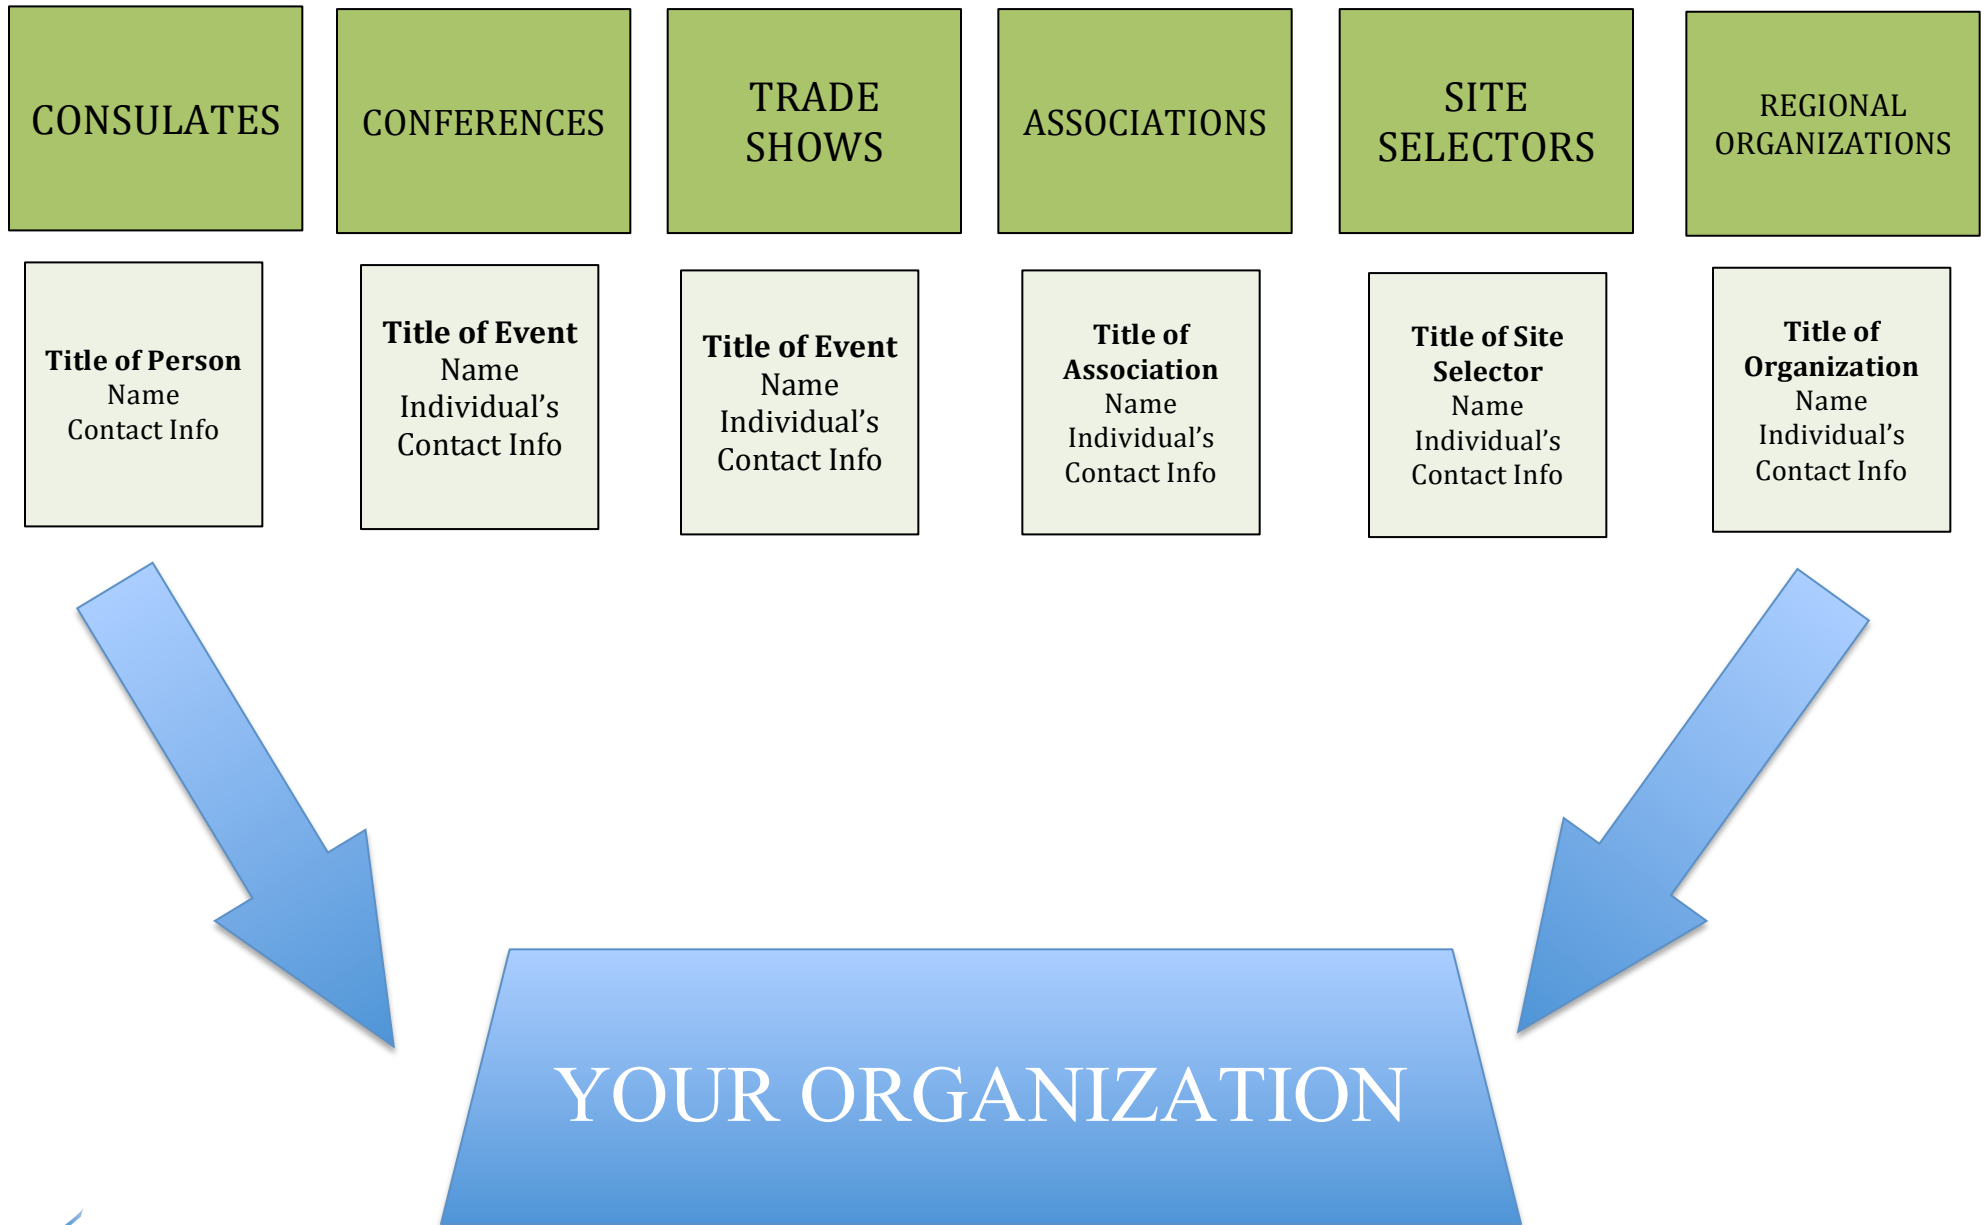 CONSULATES
CONFERENCES
TRADE
SHOWS
ASSOCIATIONS
SITE
SELECTORS
REGIONAL
ORGANIZATIONS
Title of Person
Name
Contact Info
Title of Event
Name
Individual’s
Contact Info
Title of Event
Name
Individual’s
Contact Info
Title of
Association
Name
Individual’s
Contact Info
Title of Site
Selector
Name
Individual’s
Contact Info
Title of
Organization
Name
Individual’s
Contact Info
YOUR ORGANIZATION